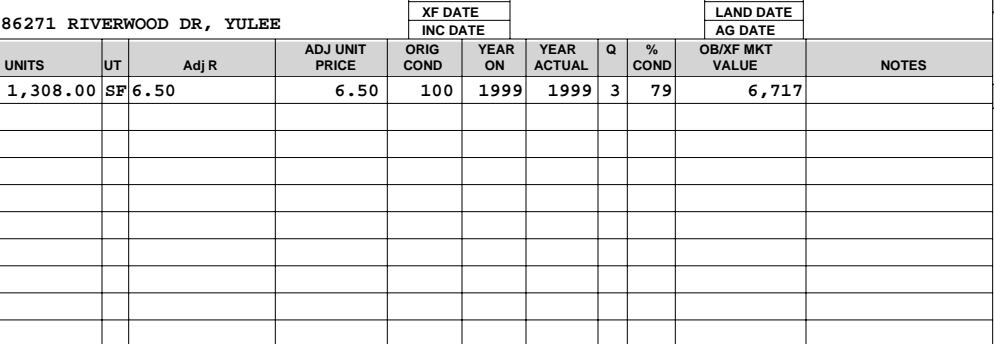 XF DATE LAND DATE
86271 RIVERWOOD DR, YULEE INC DATE AG DATE
UNITS UT Adj R ADJ UNIT PRICE ORIG COND YEAR ON YEAR ACTUAL Q % COND OB/XF MKT VALUE NOTES
1,308.00 SF 6.50 6.50 100 1999 1999 3 79 6,717